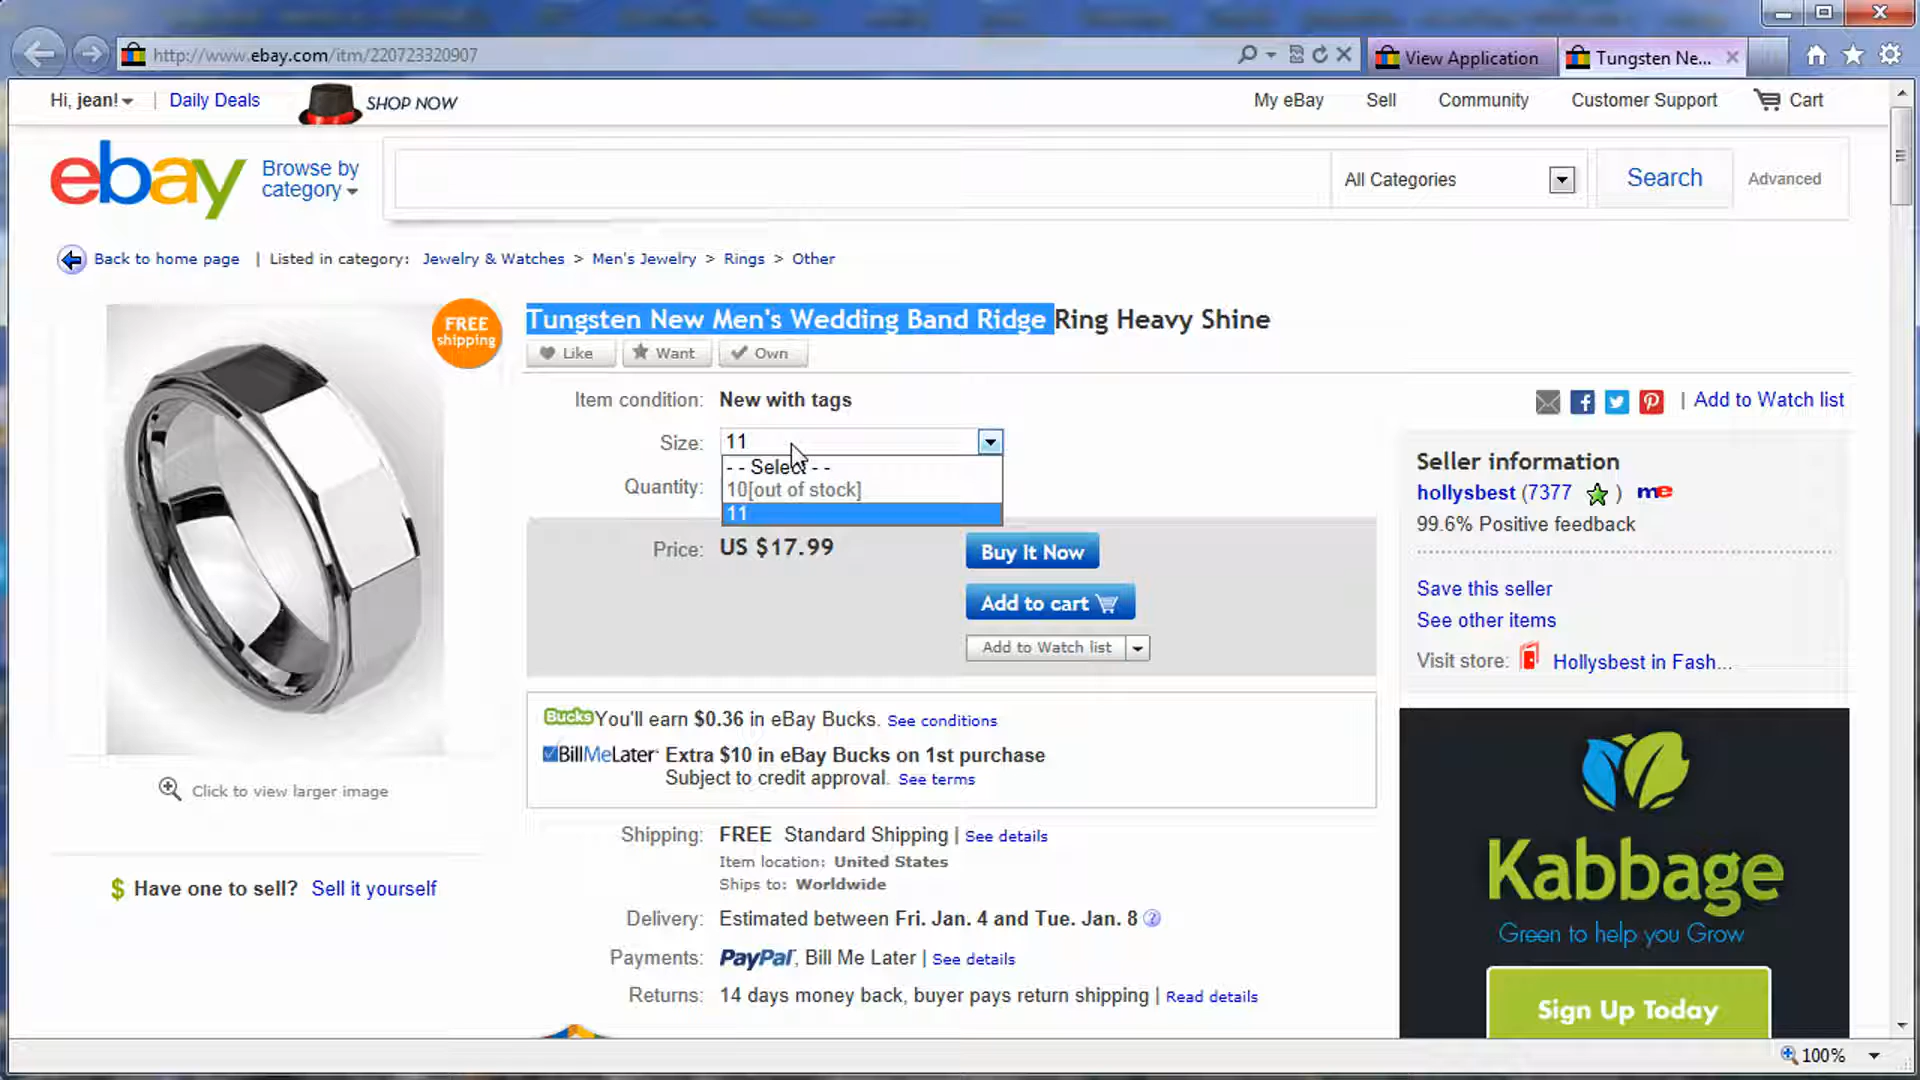 http://www.ebay.com/itm/220723320907
View Application
Tungsten Ne...
Hi, jean!
Daily Deals
SHOP NOW
My eBay
Sell
Community
Customer Support
Cart
ebay
Browse by
category
All Categories
Search
Advanced
Back to home page | Listed in category: Jewelry & Watches > Men's Jewelry > Rings > Other
FREE
shipping
Tungsten New Men's Wedding Band Ridge Ring Heavy Shine
Like
Want
Own
Item condition: New with tags
Size: 11
- - Select - -
10[out of stock]
11
Quantity:
Price: US $17.99
Buy It Now
Add to cart
Add to Watch list
| Add to Watch list
Seller information
hollysbest (7377 ) me
99.6% Positive feedback
Save this seller
See other items
Visit store: Hollysbest in Fash...
Bucks You'll earn $0.36 in eBay Bucks. See conditions
BillMeLater Extra $10 in eBay Bucks on 1st purchase
Subject to credit approval. See terms
Click to view larger image
$ Have one to sell? Sell it yourself
Shipping: FREE Standard Shipping | See details
Item location: United States
Ships to: Worldwide
Delivery: Estimated between Fri. Jan. 4 and Tue. Jan. 8
Payments: PayPal, Bill Me Later | See details
Returns: 14 days money back, buyer pays return shipping | Read details
Kabbage
Green to help you Grow
Sign Up Today
100%